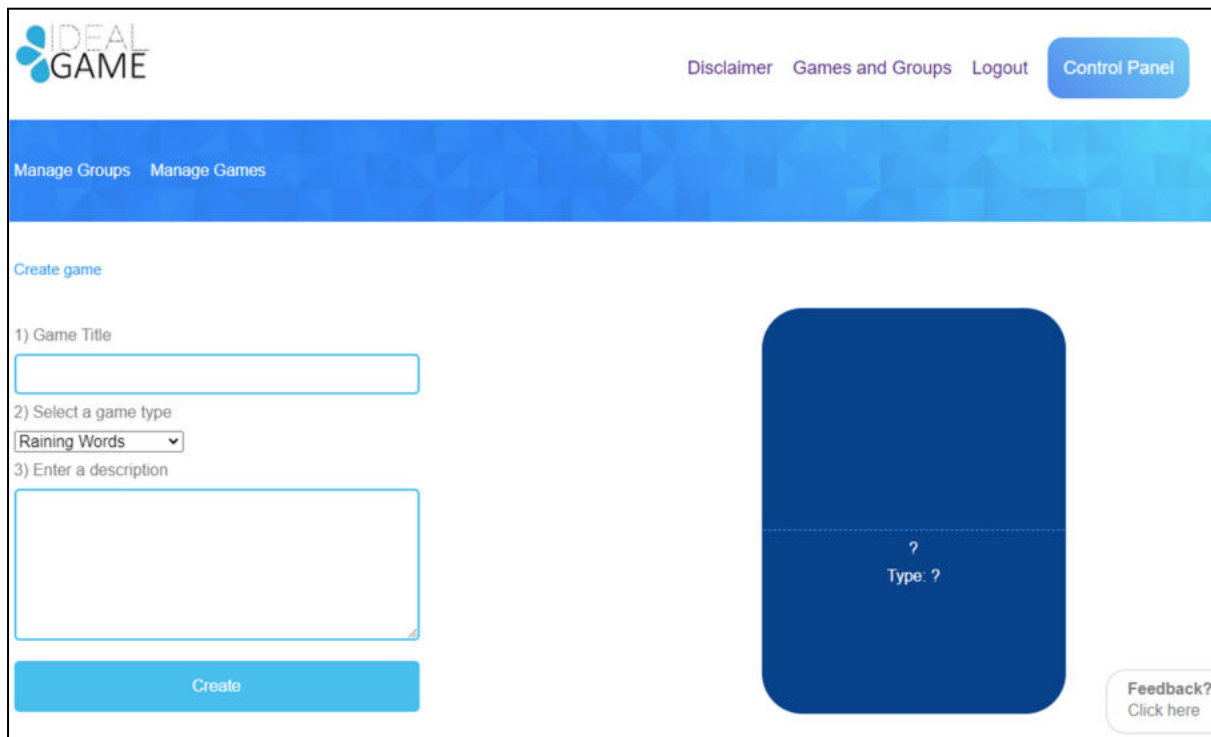 IDEAL
GAME
Disclaimer Games and Groups Logout Control Panel
Manage Groups Manage Games
Create game
1) Game Title
2) Select a game type
Raining Words
3) Enter a description
Create
?
Type: ?
Feedback?
Click here